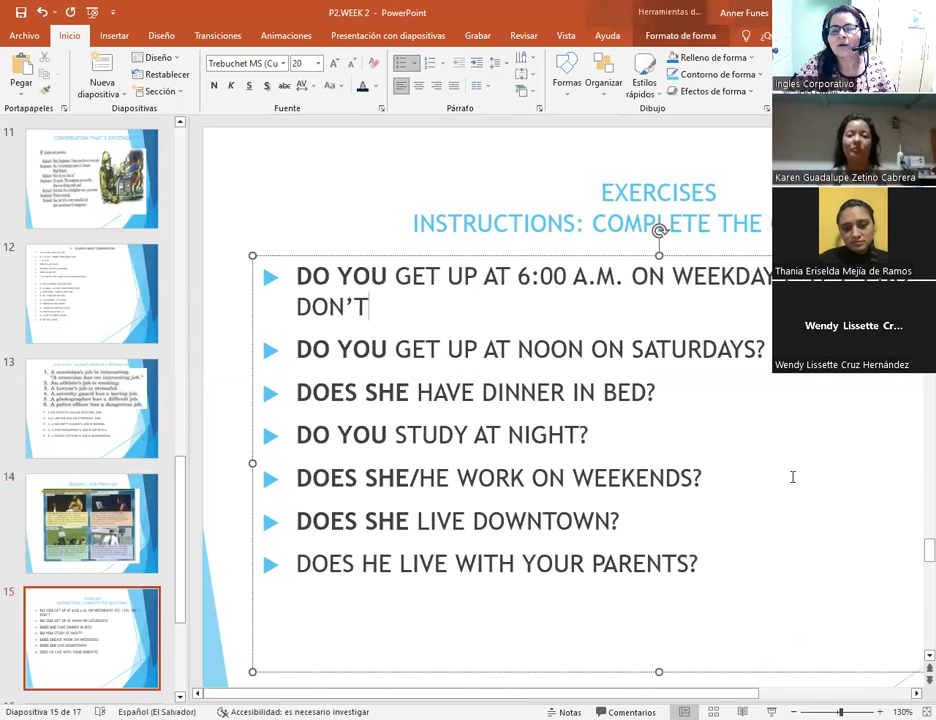 P2.WEEK 2 - PowerPoint
Herramientas d...
Anner Funes
Archivo Inicio Insertar Diseño Transiciones Animaciones Presentación con diapositivas Grabar Revisar Vista Ayuda Formato de forma
Pegar
Nueva diapositiva
Diseño
Restablecer
Sección
Trebuchet MS (Cu
20
N K S S abc AV Aa A
Formas
Organizar
Estilos rápidos
Relleno de forma
Contorno de forma
Efectos de forma
Portapapeles
Diapositivas
Fuente
Párrafo
Dibujo
Ingles Corporativo
Karen Guadalupe Zetino Cabrera
Thania Eriselda Mejía de Ramos
Wendy Lissette Cr...
Wendy Lissette Cruz Hernández
11
12
13
14
15
EXERCISES
INSTRUCTIONS: COMPLETE THE
DO YOU GET UP AT 6:00 A.M. ON WEEKDAY
DON'T
DO YOU GET UP AT NOON ON SATURDAYS?
DOES SHE HAVE DINNER IN BED?
DO YOU STUDY AT NIGHT?
DOES SHE/HE WORK ON WEEKENDS?
DOES SHE LIVE DOWNTOWN?
DOES HE LIVE WITH YOUR PARENTS?
Diapositiva 15 de 17
Español (El Salvador)
Accesibilidad: es necesario investigar
Notas
Comentarios
130%